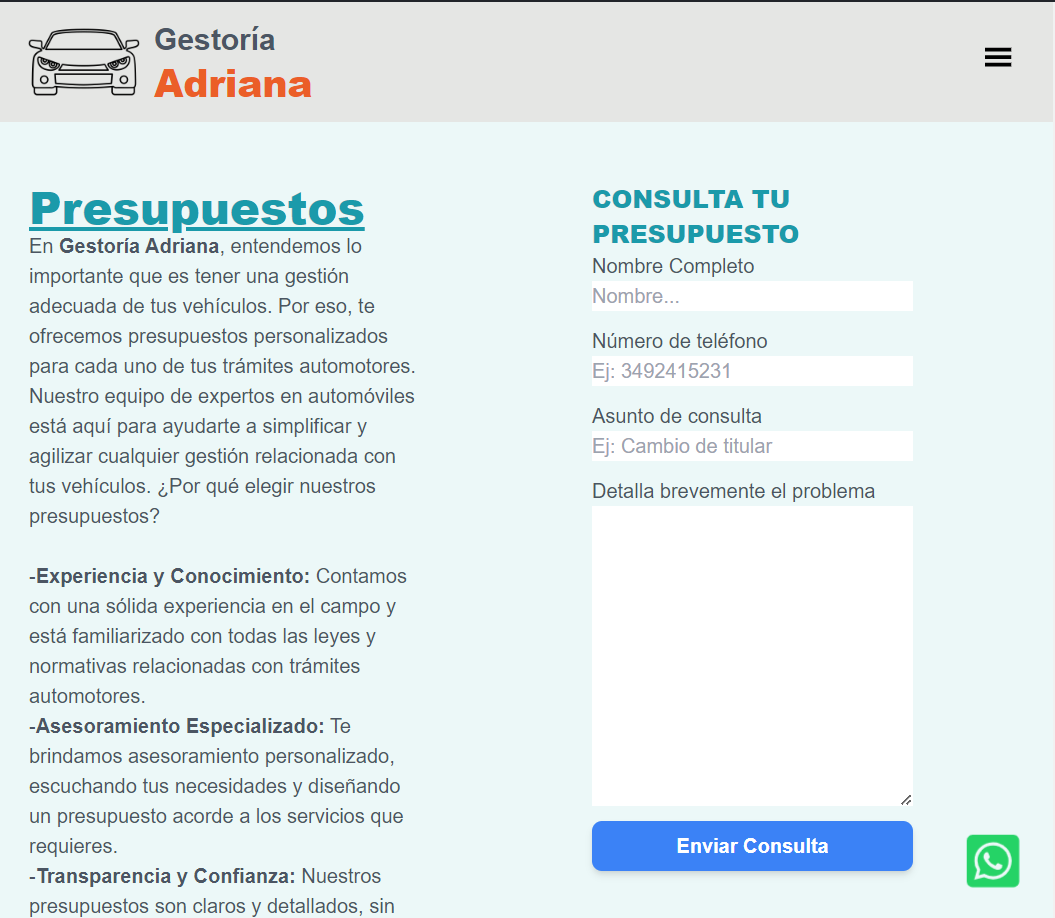 Gestoría
Adriana
Presupuestos
En Gestoría Adriana, entendemos lo
importante que es tener una gestión
adecuada de tus vehículos. Por eso, te
ofrecemos presupuestos personalizados
para cada uno de tus trámites automotores.
Nuestro equipo de expertos en automóviles
está aquí para ayudarte a simplificar y
agilizar cualquier gestión relacionada con
tus vehículos. ¿Por qué elegir nuestros
presupuestos?
-Experiencia y Conocimiento: Contamos
con una sólida experiencia en el campo y
está familiarizado con todas las leyes y
normativas relacionadas con trámites
automotores.
-Asesoramiento Especializado: Te
brindamos asesoramiento personalizado,
escuchando tus necesidades y diseñando
un presupuesto acorde a los servicios que
requieres.
-Transparencia y Confianza: Nuestros
presupuestos son claros y detallados, sin
CONSULTA TU
PRESUPUESTO
Nombre Completo
Nombre...
Número de teléfono
Ej: 3492415231
Asunto de consulta
Ej: Cambio de titular
Detalla brevemente el problema
Enviar Consulta